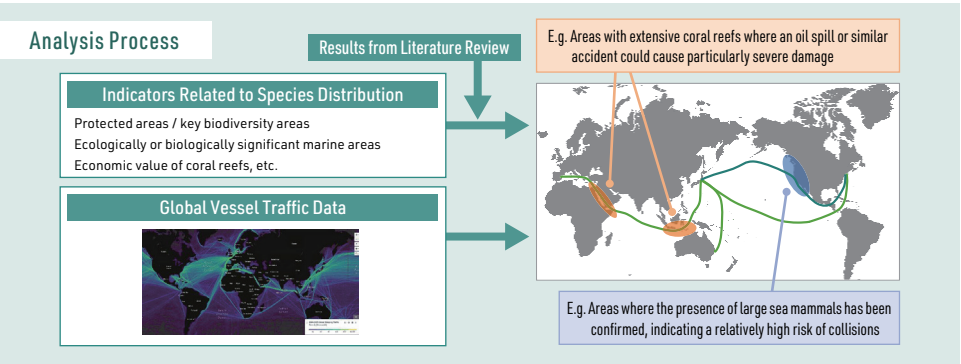 Analysis Process
Results from Literature Review
Indicators Related to Species Distribution
Protected areas / key biodiversity areas
Ecologically or biologically significant marine areas
Economic value of coral reefs, etc.
Global Vessel Traffic Data
E.g. Areas with extensive coral reefs where an oil spill or similar
accident could cause particularly severe damage
E.g. Areas where the presence of large sea mammals has been
confirmed, indicating a relatively high risk of collisions